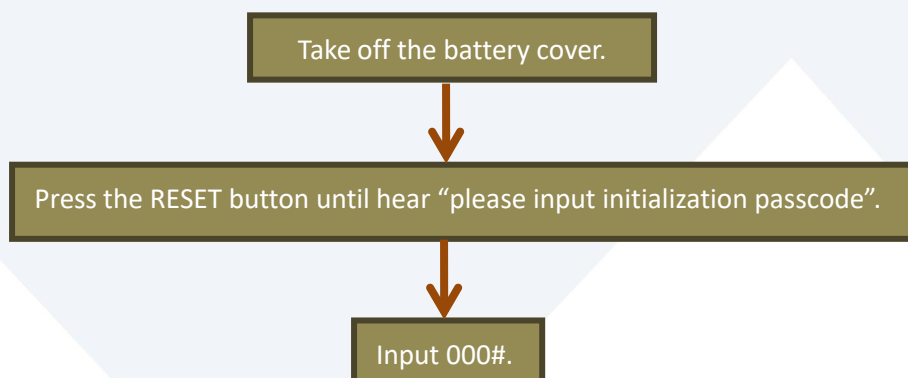 Take off the battery cover.
Press the RESET button until hear “please input initialization passcode”.
Input 000#.